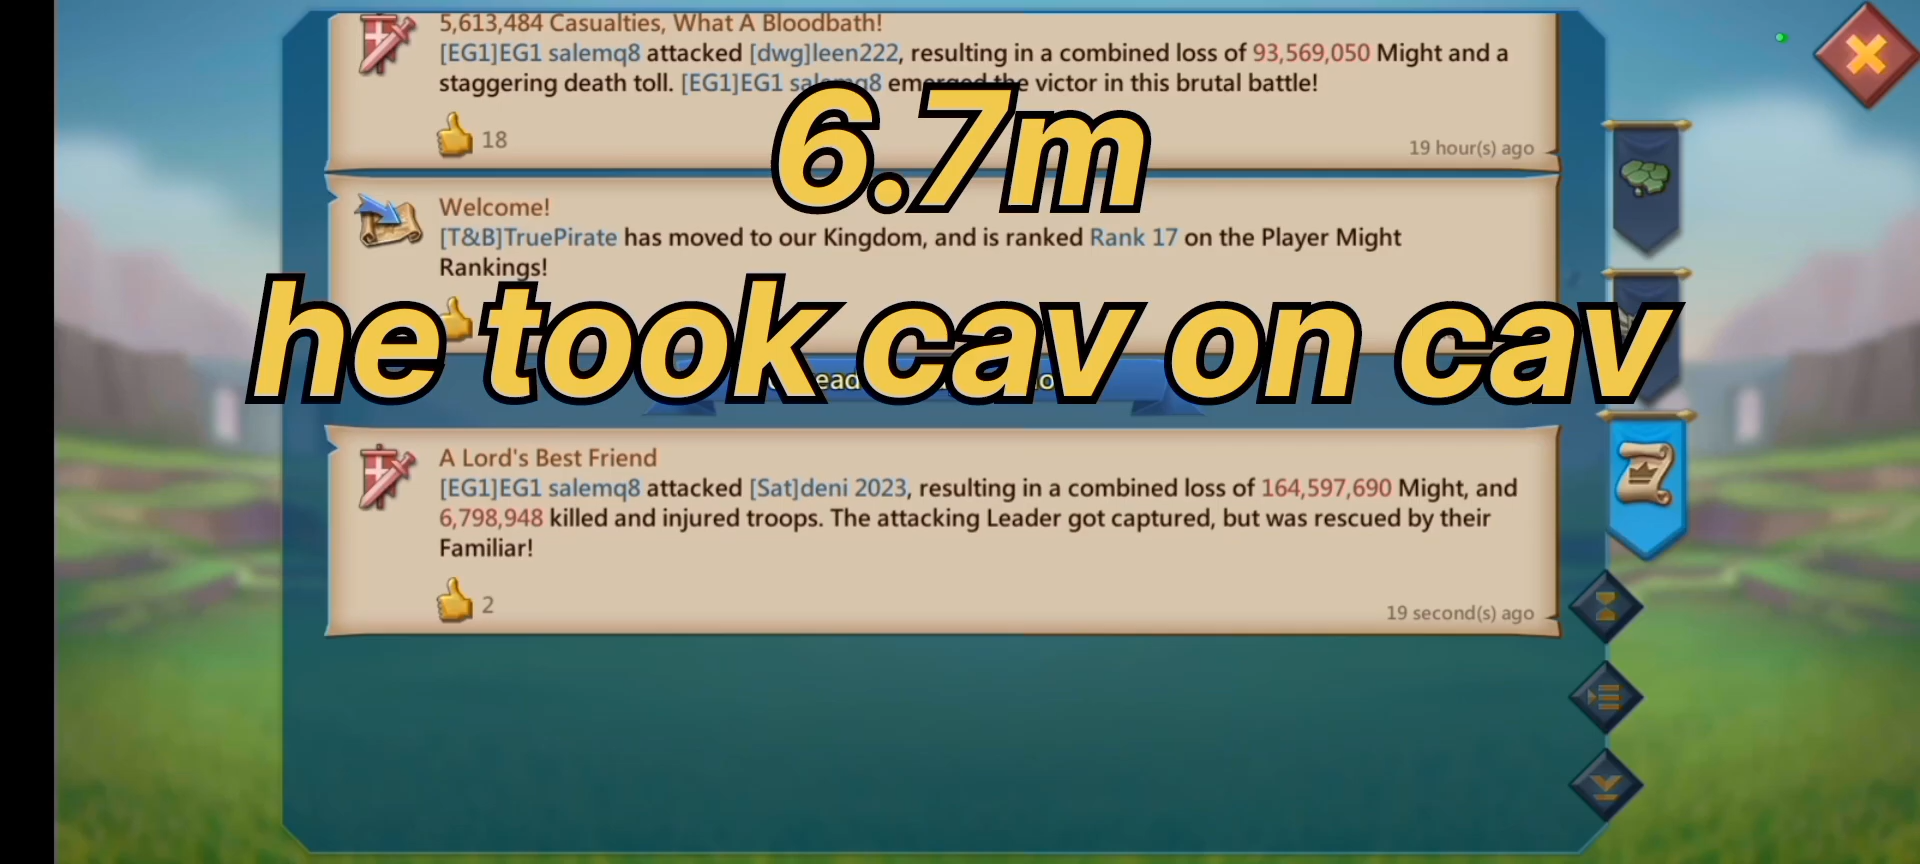 5,613,484 Casualties, What A Bloodbath!
[EG1]EG1 salemq8 attacked [dwg]leen222, resulting in a combined loss of 93,569,050 Might and a
staggering death toll. [EG1]EG1 salemq8 emerged the victor in this brutal battle!
18
19 hour(s) ago
6.7m
Welcome!
[T&B]TruePirate has moved to our Kingdom, and is ranked Rank 17 on the Player Might
Rankings!
he took cav on cav
A Lord's Best Friend
[EG1]EG1 salemq8 attacked [Sat]deni 2023, resulting in a combined loss of 164,597,690 Might, and
6,798,948 killed and injured troops. The attacking Leader got captured, but was rescued by their
Familiar!
2
19 second(s) ago